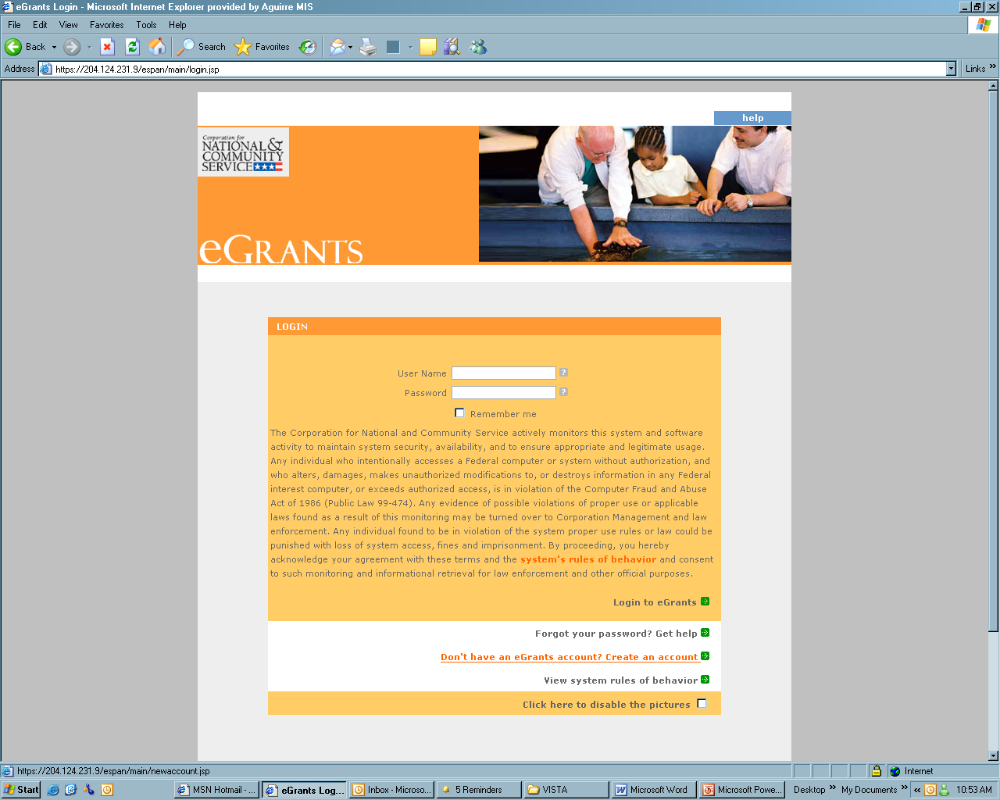 eGrants Login - Microsoft Internet Explorer provided by Aguirre MIS
File Edit View Favorites Tools Help
Back Search Favorites
Address https://204.124.231.9/espan/main/login.jsp Links »
help
Corporation for
NATIONAL &
COMMUNITY
SERVICE
eGRANTS
LOGIN
User Name ?
Password ?
Remember me
The Corporation for National and Community Service actively monitors this system and software
activity to maintain system security, availability, and to ensure appropriate and legitimate usage.
Any individual who intentionally accesses a Federal computer or system without authorization, and
who alters, damages, makes unauthorized modifications to, or destroys information in any Federal
interest computer, or exceeds authorized access, is in violation of the Computer Fraud and Abuse
Act of 1986 (Public Law 99-474). Any evidence of possible violations of proper use or applicable
laws found as a result of this monitoring may be turned over to Corporation Management and law
enforcement. Any individual found to be in violation of the system proper use rules or law could be
punished with loss of system access, fines and imprisonment. By proceeding, you hereby
acknowledge your agreement with these terms and the system's rules of behavior and consent
to such monitoring and informational retrieval for law enforcement and other official purposes.
Login to eGrants
Forgot your password? Get help
Don't have an eGrants account? Create an account
View system rules of behavior
Click here to disable the pictures
https://204.124.231.9/espan/main/newaccount.jsp Internet
Start MSN Hotmail - ... eGrants Log... Inbox - Microso... 5 Reminders VISTA Microsoft Word Microsoft Powe... Desktop » My Documents » « 10:53 AM